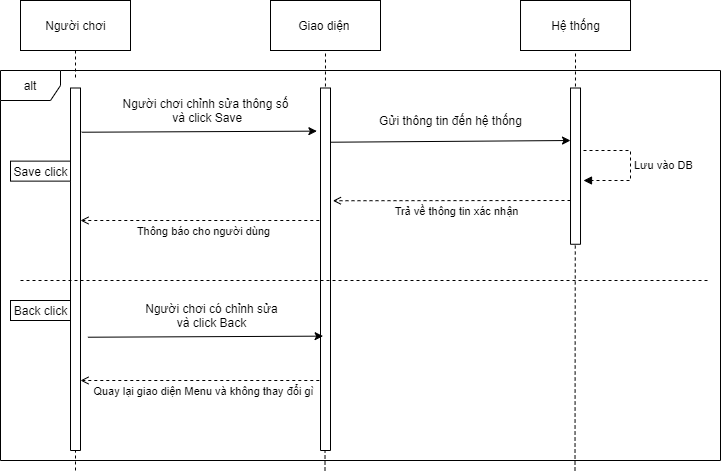 Người chơi
Giao diện
Hệ thống
alt
Người chơi chỉnh sửa thông số
và click Save
Gửi thông tin đến hệ thống
Save click
Lưu vào DB
Trả về thông tin xác nhận
Thông báo cho người dùng
Back click
Người chơi có chỉnh sửa
và click Back
Quay lại giao diện Menu và không thay đổi gì